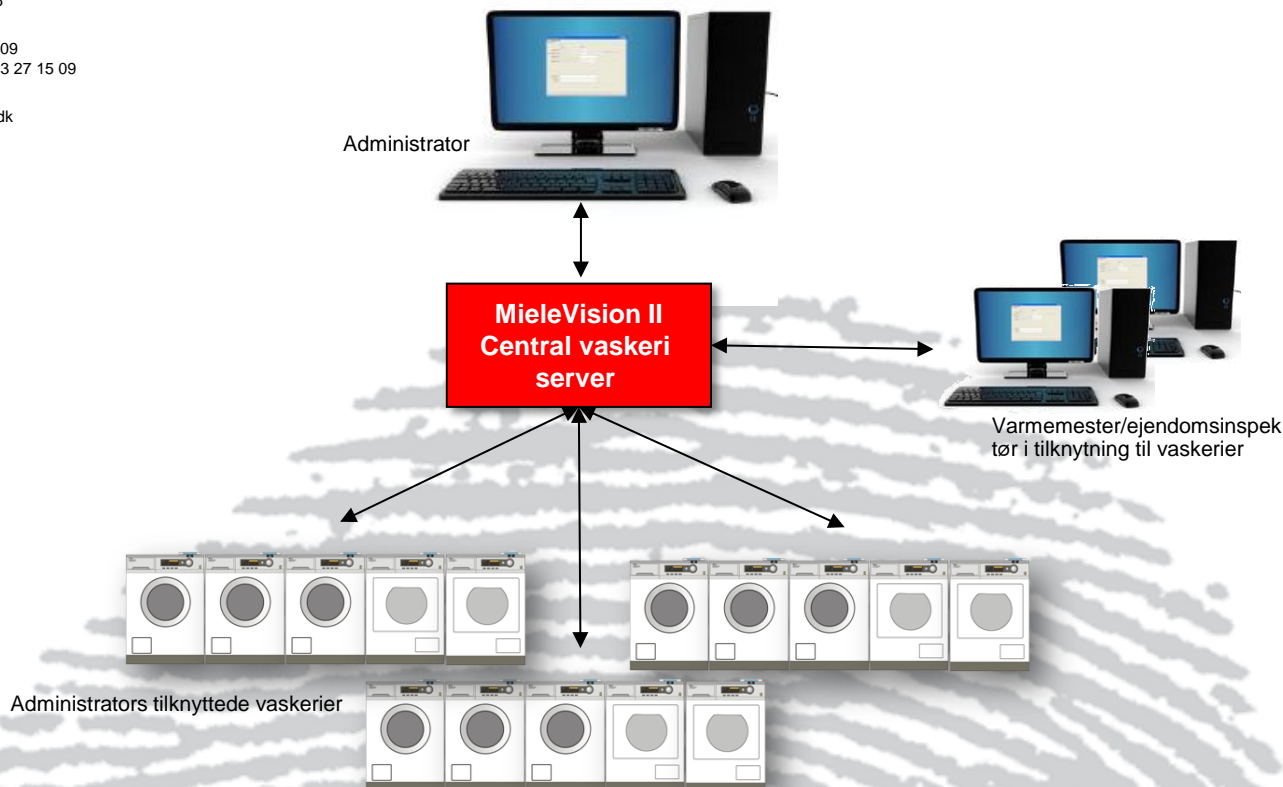 09
3 27 15 09
dk
Administrator
MieleVision II
Central vaskeri
server
Varmemester/ejendomsinspek
tør i tilknytning til vaskerier
Administrators tilknyttede vaskerier